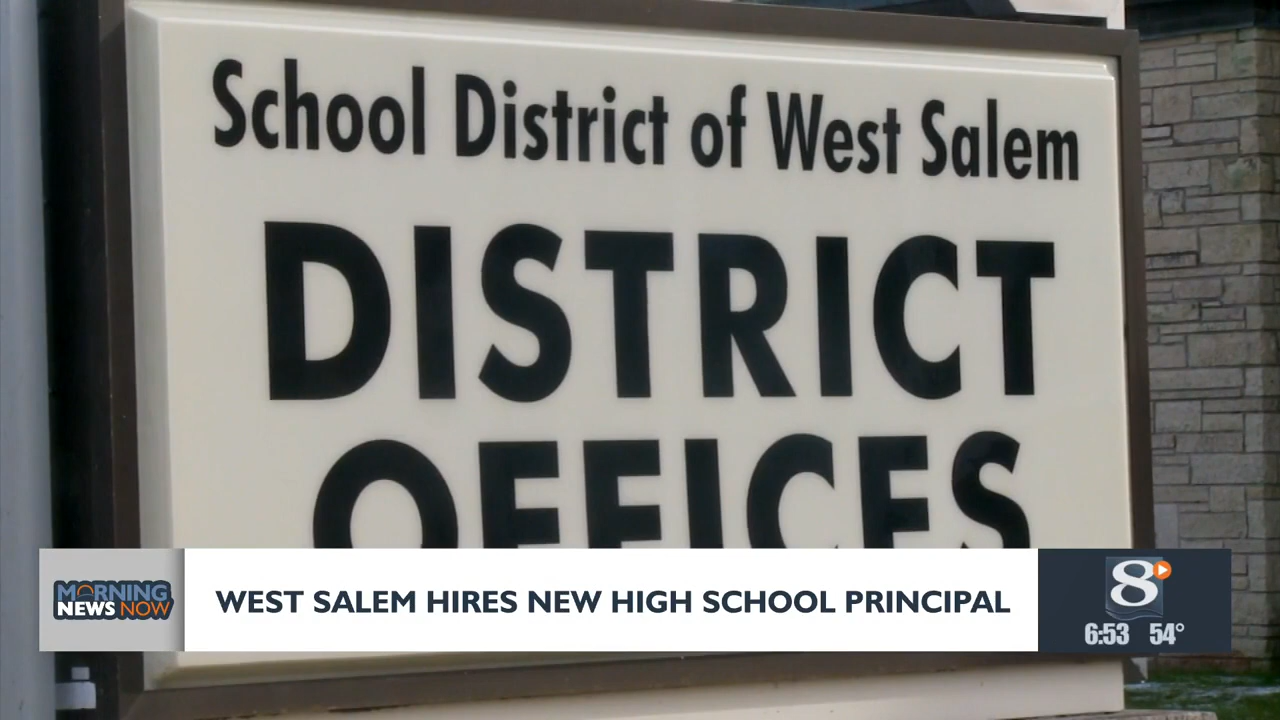 School District of West Salem
DISTRICT
OFFICES
MORNING
NEWS NOW
WEST SALEM HIRES NEW HIGH SCHOOL PRINCIPAL
8
6:53 54°